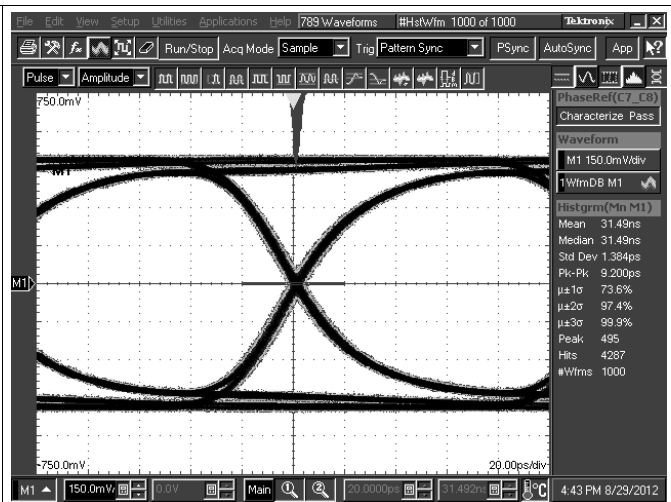 File Edit View Setup Utilities Applications Help 789 Waveforms #HstWfm 1000 of 1000 Tektronix
Run/Stop Acq Mode Sample Trig Pattern Sync PSync AutoSync App
Pulse Amplitude
750.0mV
PhaseRef(C7_C8)
Characterize Pass
Waveform
M1 150.0mV/div
1WfmDB M1
Histgrm(Mn M1)
Mean 31.49ns
Median 31.49ns
Std Dev 1.384ps
Pk-Pk 9.200ps
µ±1σ 73.6%
µ±2σ 97.4%
µ±3σ 99.9%
Peak 495
Hits 4287
#Wfms 1000
M1
M1
-750.0mV 20.00ps/div
M1 150.0mV 0.0V Main 1 2 20.0000ps 31.492ns °C 4:43 PM 8/29/2012